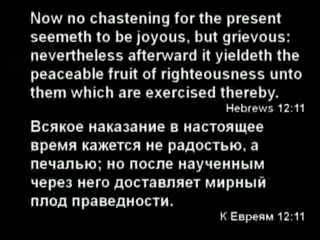 Now no chastening for the present
seemeth to be joyous, but grievous:
nevertheless afterward it yieldeth the
peaceable fruit of righteousness unto
them which are exercised thereby.
Hebrews 12:11
Всякое наказание в настоящее
время кажется не радостью, а
печалью; но после наученным
через него доставляет мирный
плод праведности.
К Евреям 12:11